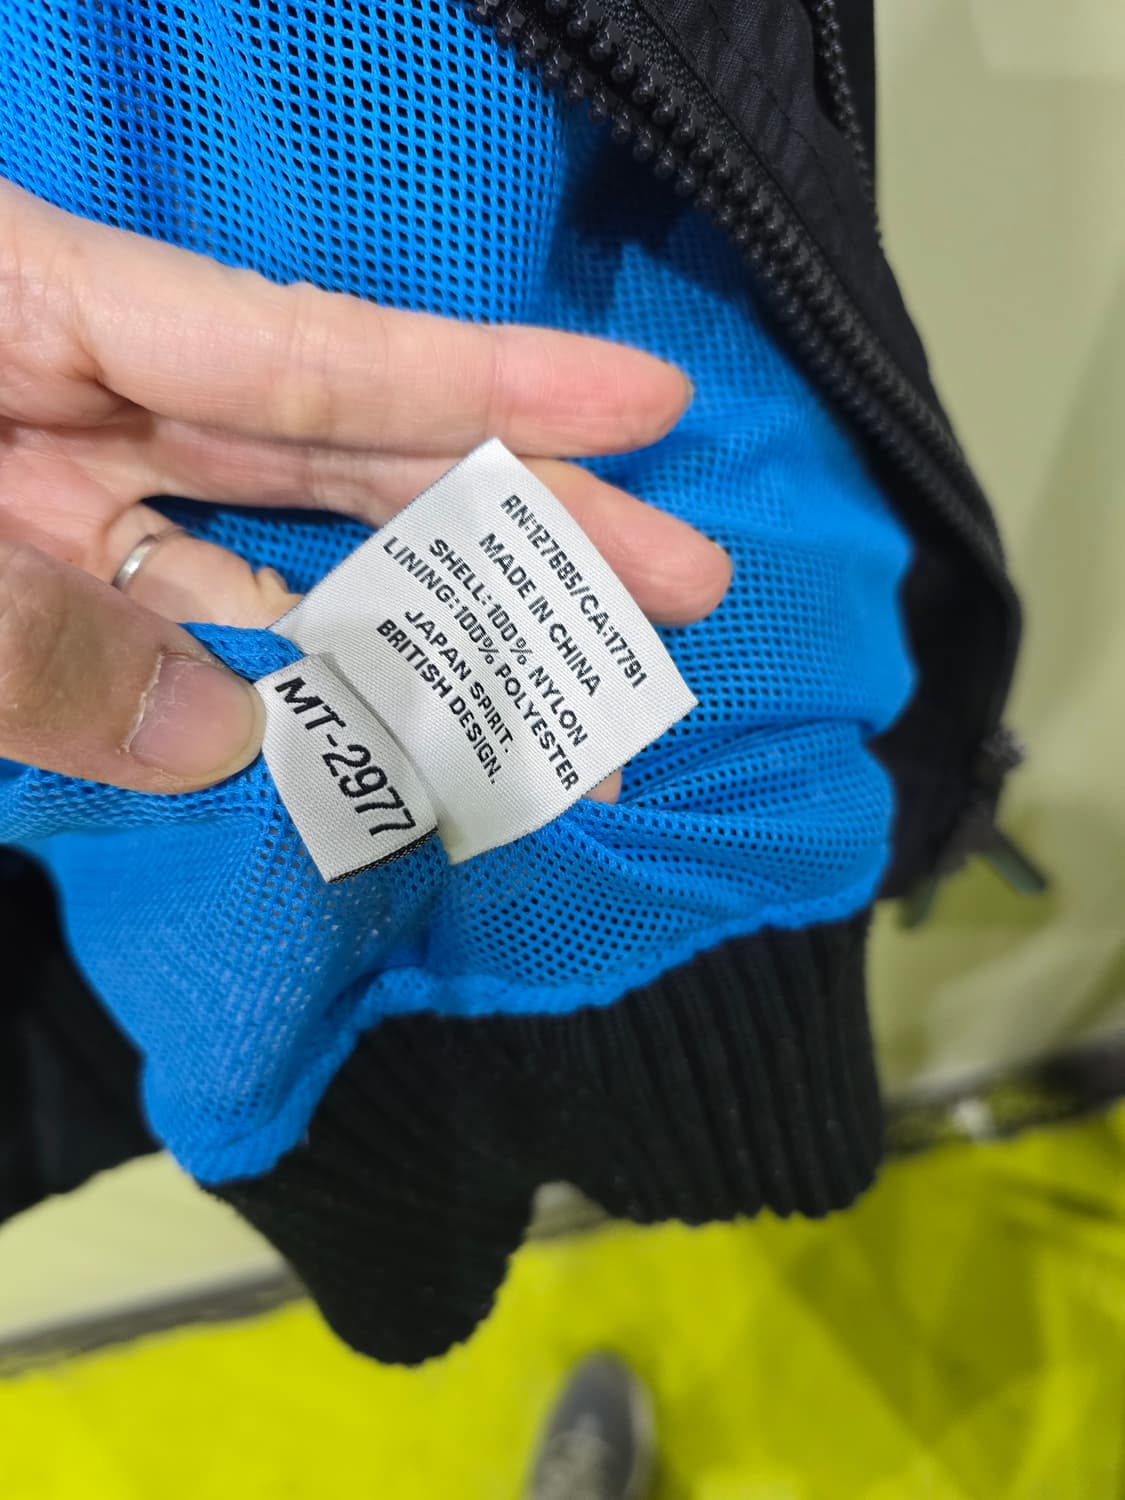 RN:127685/CA:17791
MADE IN CHINA
SHELL:100% NYLON
LINING:100% POLYESTER
JAPAN SPIRIT.
BRITISH DESIGN.
MT-2977